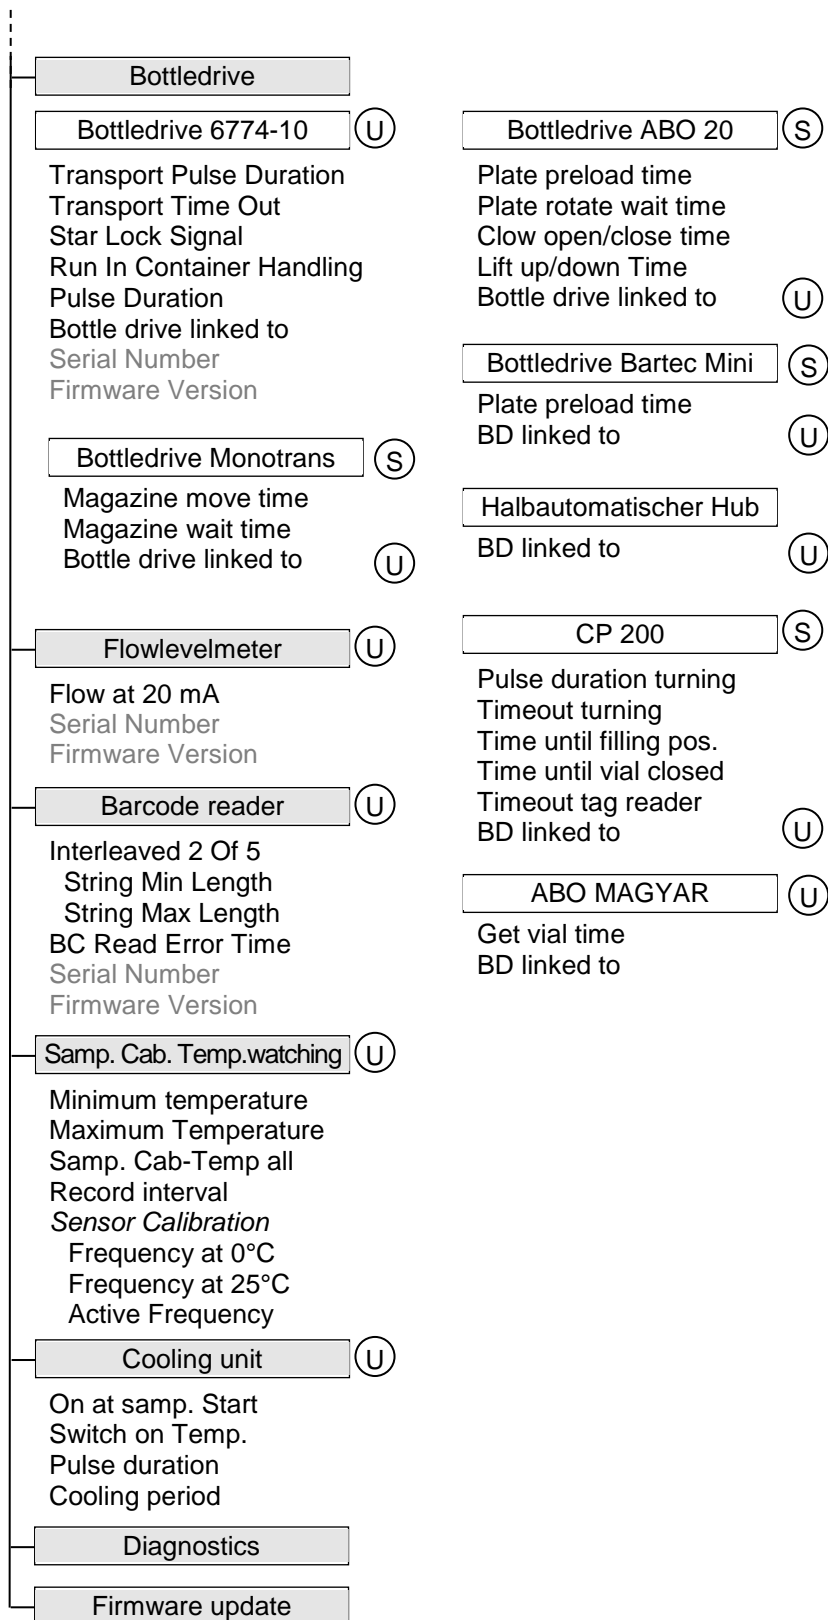 Bottledrive
Bottledrive 6774-10 U
Transport Pulse Duration
Transport Time Out
Star Lock Signal
Run In Container Handling
Pulse Duration
Bottle drive linked to
Serial Number
Firmware Version
Bottledrive Monotrans S
Magazine move time
Magazine wait time
Bottle drive linked to U
Flowlevelmeter U
Flow at 20 mA
Serial Number
Firmware Version
Barcode reader U
Interleaved 2 Of 5
String Min Length
String Max Length
BC Read Error Time
Serial Number
Firmware Version
Samp. Cab. Temp.watching U
Minimum temperature
Maximum Temperature
Samp. Cab-Temp all
Record interval
Sensor Calibration
Frequency at 0°C
Frequency at 25°C
Active Frequency
Cooling unit U
On at samp. Start
Switch on Temp.
Pulse duration
Cooling period
Diagnostics
Firmware update
Bottledrive ABO 20 S
Plate preload time
Plate rotate wait time
Clow open/close time
Lift up/down Time
Bottle drive linked to U
Bottledrive Bartec Mini S
Plate preload time
BD linked to U
Halbautomatischer Hub
BD linked to U
CP 200 S
Pulse duration turning
Timeout turning
Time until filling pos.
Time until vial closed
Timeout tag reader
BD linked to U
ABO MAGYAR U
Get vial time
BD linked to